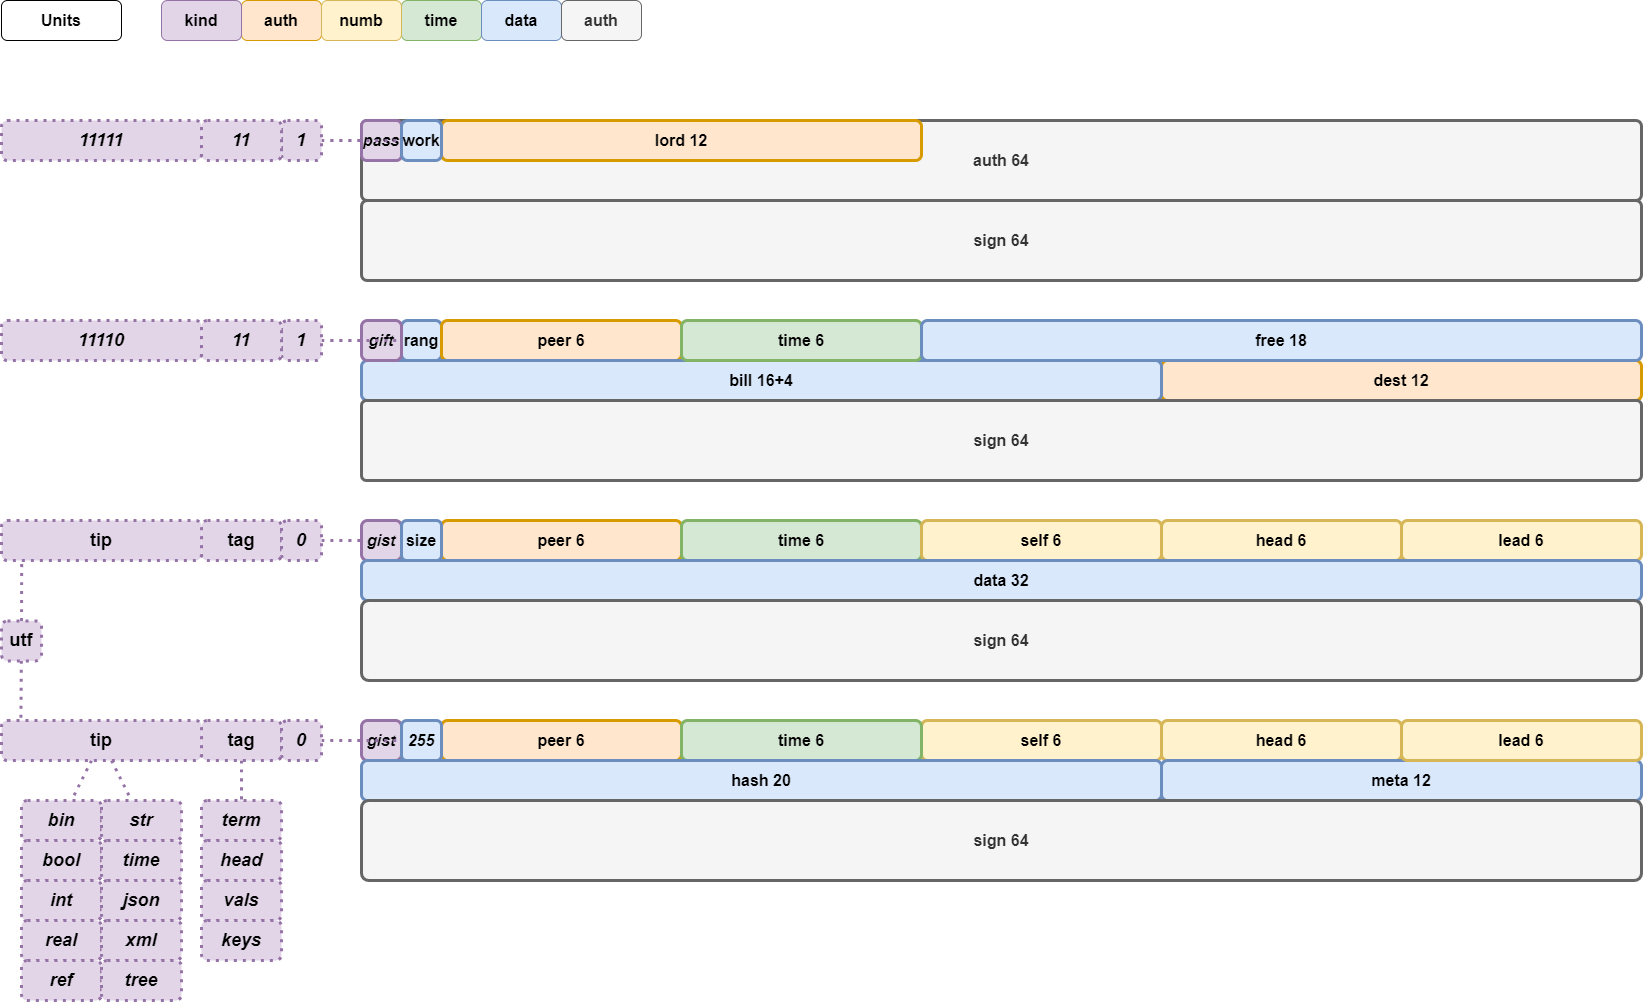 Units kind auth numb time data auth
11111 11 1 pass work lord 12
auth 64
sign 64
11110 11 1 gift rang peer 6 time 6 free 18
bill 16+4 dest 12
sign 64
tip tag 0 gist size peer 6 time 6 self 6 head 6 lead 6
data 32
utf sign 64
tip tag 0 gist 255 peer 6 time 6 self 6 head 6 lead 6
hash 20 meta 12
bin str term
sign 64
bool time head
int json vals
real xml keys
ref tree